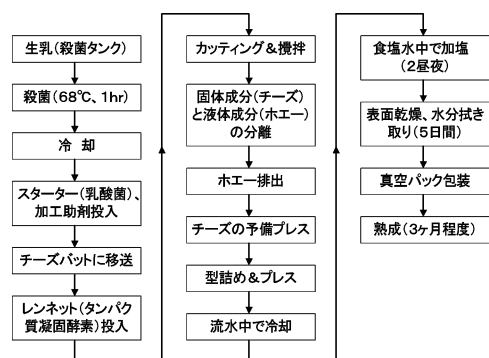 生乳(殺菌タンク)
殺菌(68℃、1hr)
冷 却
スターター(乳酸菌)、
加工助剤投入
チーズバットに移送
レンネット(タンパク
質凝固酵素)投入
カッティング&攪拌
固体成分(チーズ)
と液体成分(ホエー)
の分離
ホエー排出
チーズの予備プレス
型詰め&プレス
流水中で冷却
食塩水中で加塩
(2昼夜)
表面乾燥、水分拭き
取り(5日間)
真空パック包装
熟成(3ヶ月程度)